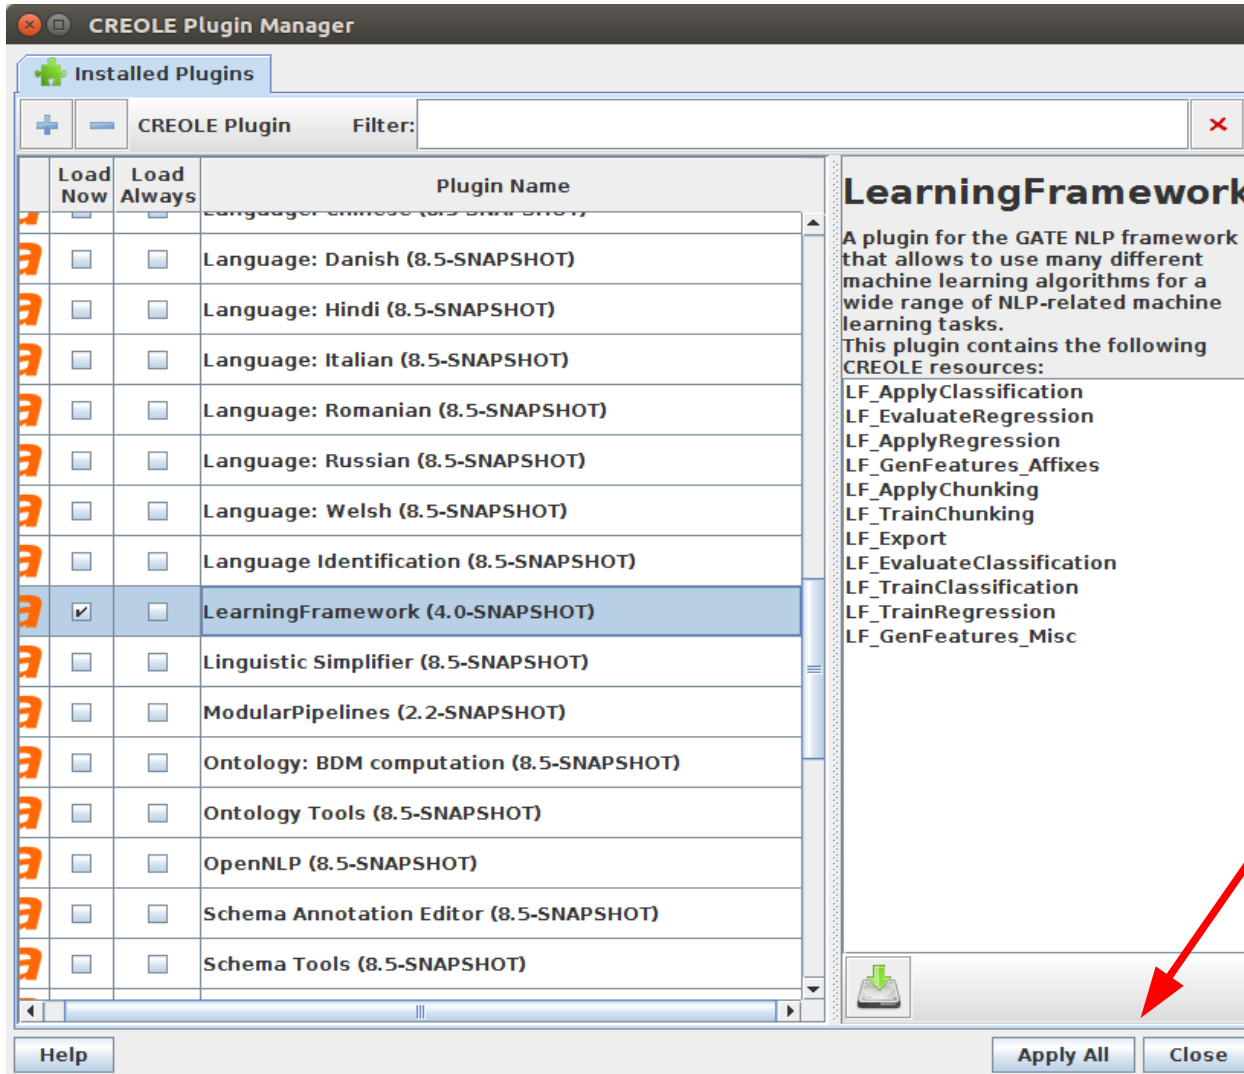 CREOLE Plugin Manager
Installed Plugins
CREOLE Plugin Filter:
Load Now
Load Always
Plugin Name
Language: Chinese (8.5-SNAPSHOT)
Language: Danish (8.5-SNAPSHOT)
Language: Hindi (8.5-SNAPSHOT)
Language: Italian (8.5-SNAPSHOT)
Language: Romanian (8.5-SNAPSHOT)
Language: Russian (8.5-SNAPSHOT)
Language: Welsh (8.5-SNAPSHOT)
Language Identification (8.5-SNAPSHOT)
LearningFramework (4.0-SNAPSHOT)
Linguistic Simplifier (8.5-SNAPSHOT)
ModularPipelines (2.2-SNAPSHOT)
Ontology: BDM computation (8.5-SNAPSHOT)
Ontology Tools (8.5-SNAPSHOT)
OpenNLP (8.5-SNAPSHOT)
Schema Annotation Editor (8.5-SNAPSHOT)
Schema Tools (8.5-SNAPSHOT)
LearningFramework
A plugin for the GATE NLP framework
that allows to use many different
machine learning algorithms for a
wide range of NLP-related machine
learning tasks.
This plugin contains the following
CREOLE resources:
LF_ApplyClassification
LF_EvaluateRegression
LF_ApplyRegression
LF_GenFeatures_Affixes
LF_ApplyChunking
LF_TrainChunking
LF_Export
LF_EvaluateClassification
LF_TrainClassification
LF_TrainRegression
LF_GenFeatures_Misc
Help
Apply All
Close